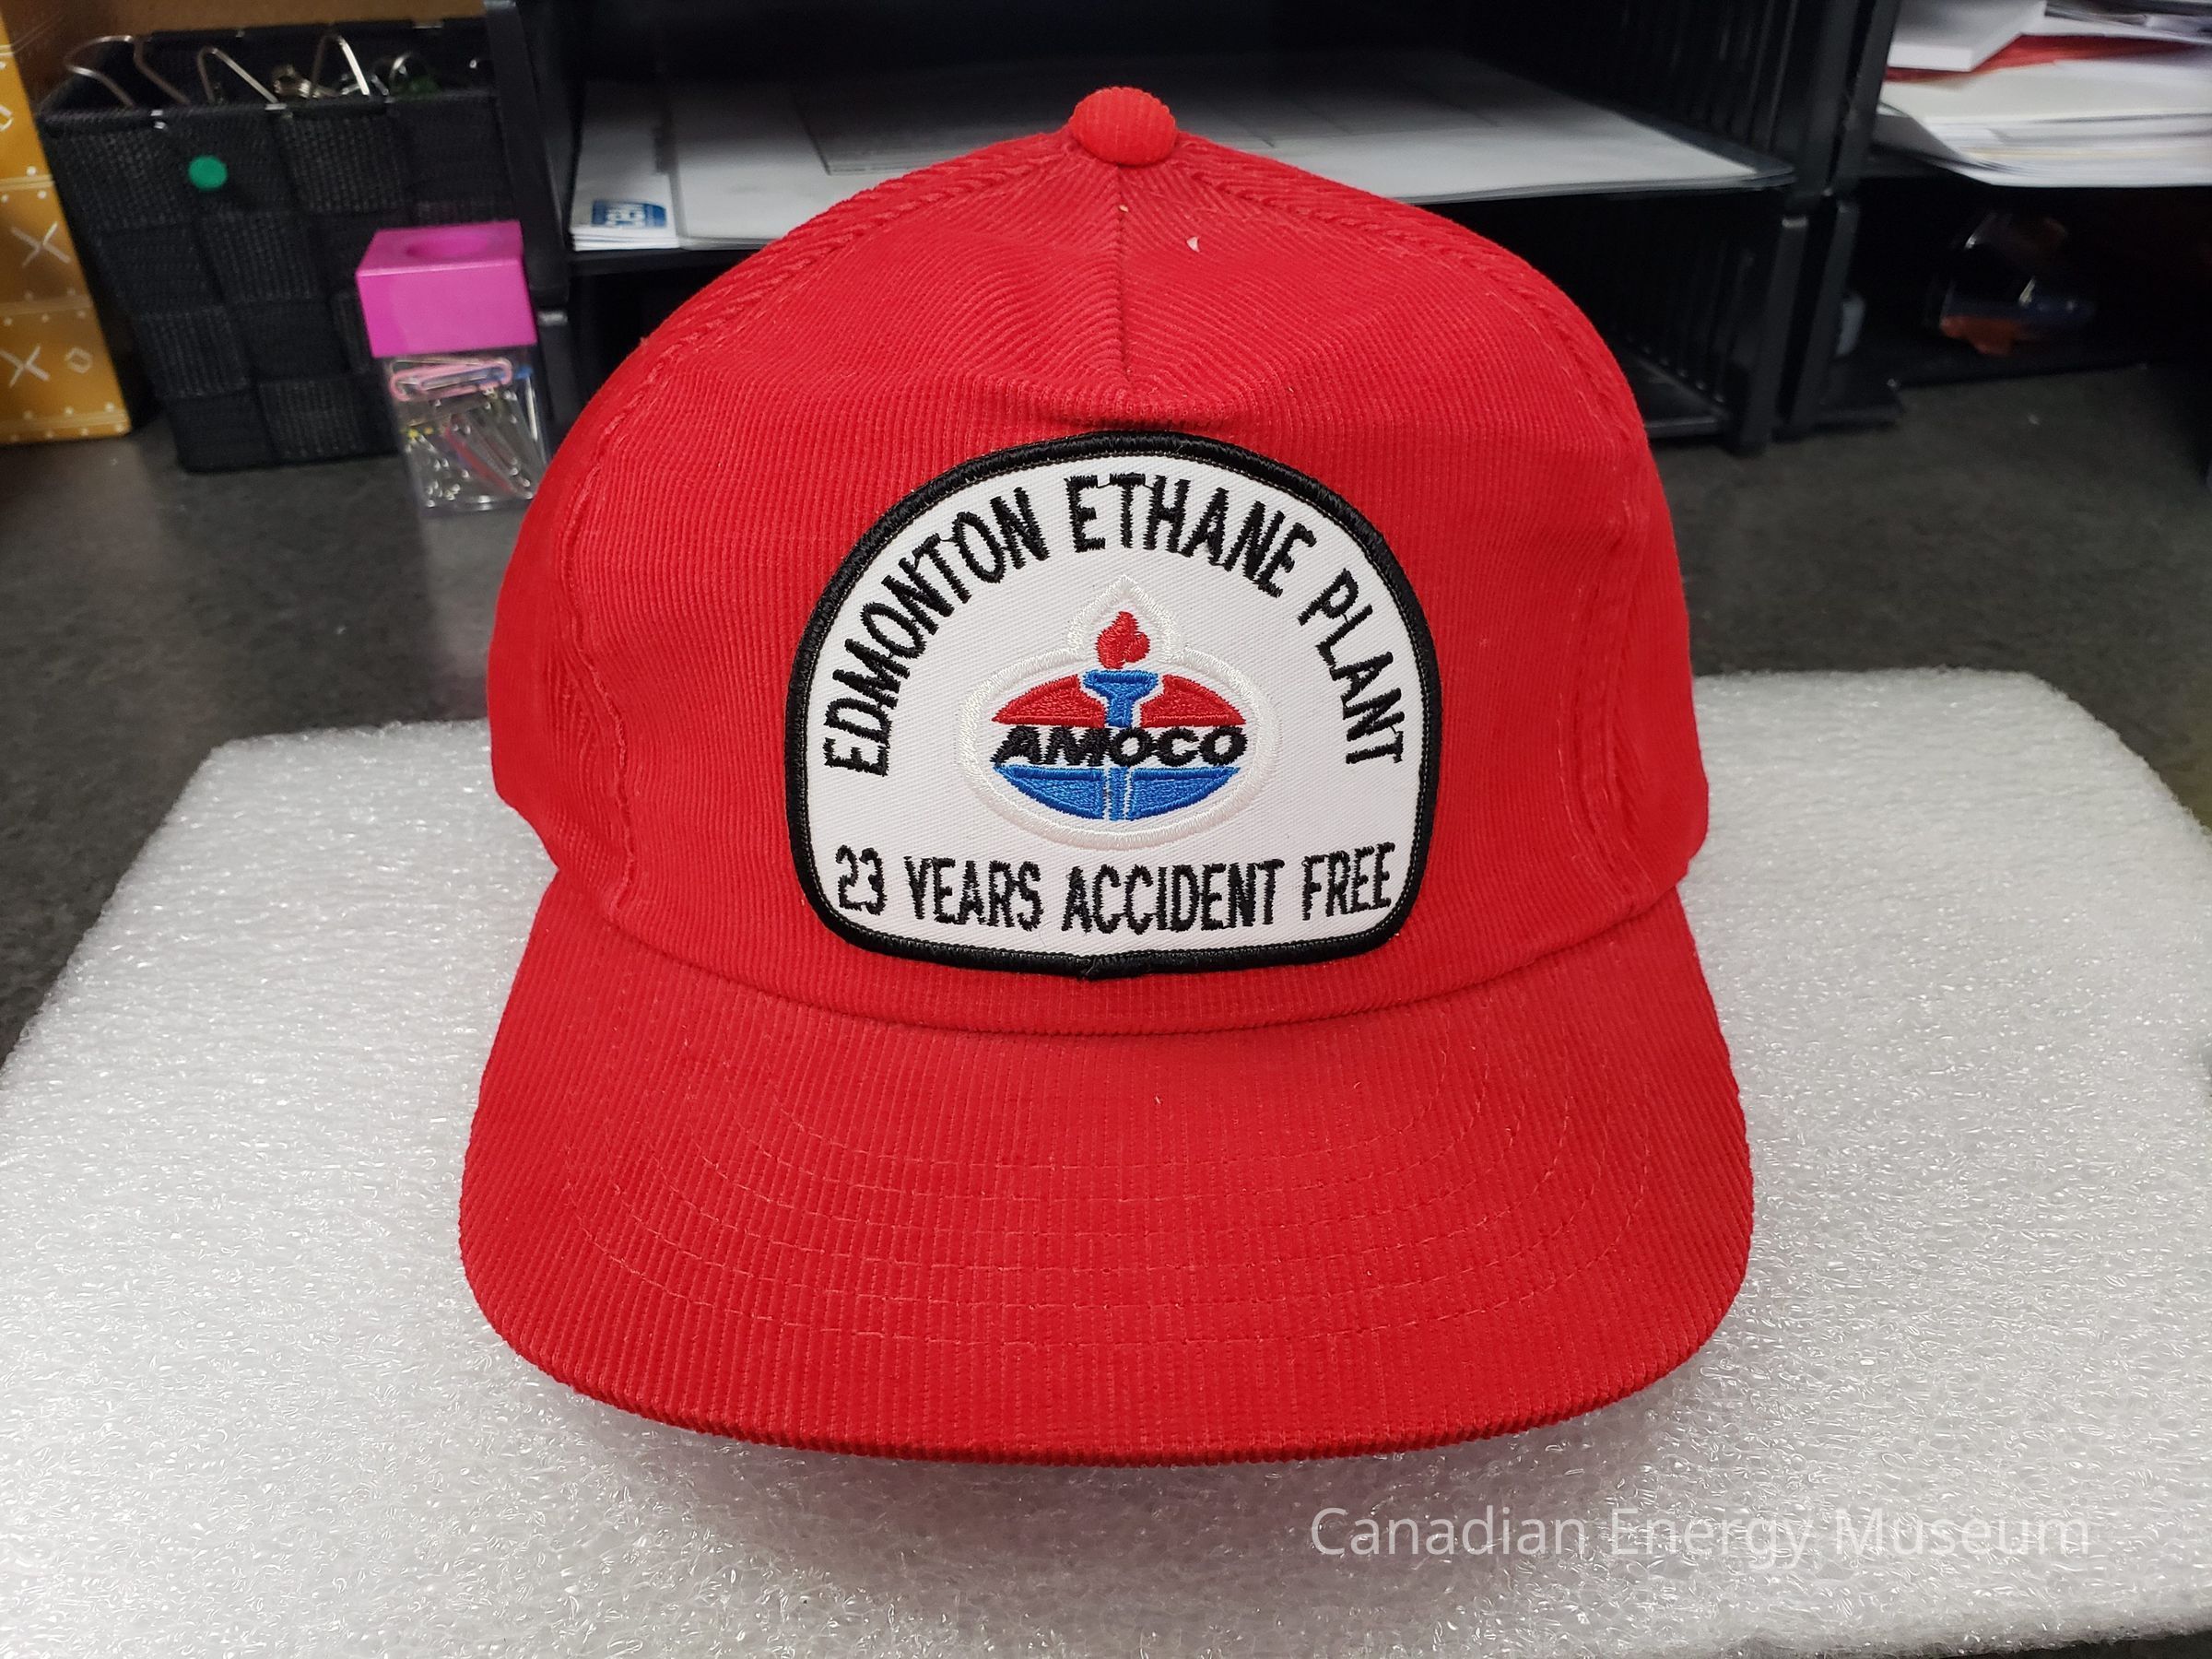 EDMONTON ETHANE PLANT
AMOCO
23 YEARS ACCIDENT FREE
Canadian Energy Museum